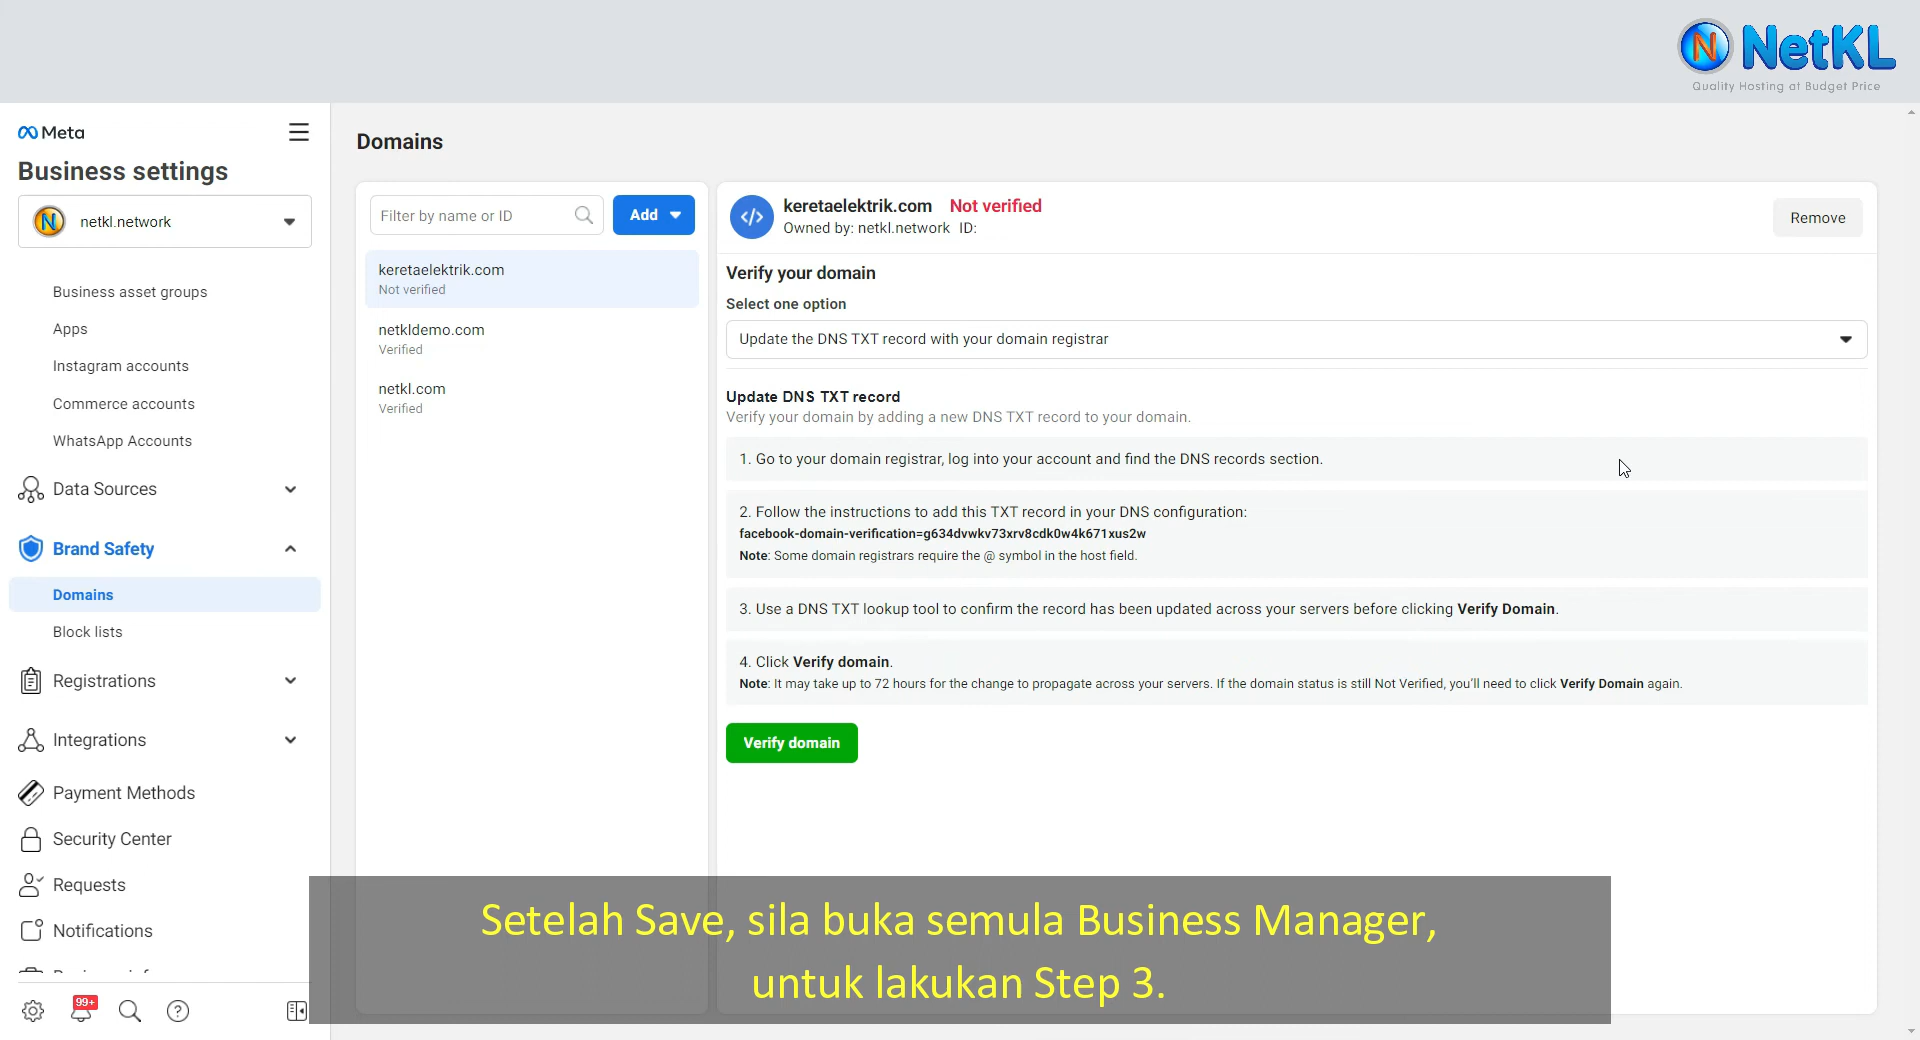 N NetKL
Quality Hosting at Budget Price
Meta
Business settings
N netkl.network
Business asset groups
Apps
Instagram accounts
Commerce accounts
WhatsApp Accounts
Data Sources
Brand Safety
Domains
Block lists
Registrations
Integrations
Payment Methods
Security Center
Requests
Notifications
99+
Domains
Filter by name or ID
Add
keretaelektrik.com
Not verified
netkldemo.com
Verified
netkl.com
Verified
keretaelektrik.com Not verified
Owned by: netkl.network ID:
Remove
Verify your domain
Select one option
Update the DNS TXT record with your domain registrar
Update DNS TXT record
Verify your domain by adding a new DNS TXT record to your domain.
1. Go to your domain registrar, log into your account and find the DNS records section.
2. Follow the instructions to add this TXT record in your DNS configuration:
facebook-domain-verification=g634dvwkv73xrv8cdk0w4k671xus2w
Note: Some domain registrars require the @ symbol in the host field.
3. Use a DNS TXT lookup tool to confirm the record has been updated across your servers before clicking Verify Domain.
4. Click Verify domain.
Note: It may take up to 72 hours for the change to propagate across your servers. If the domain status is still Not Verified, you'll need to click Verify Domain again.
Verify domain
Setelah Save, sila buka semula Business Manager,
untuk lakukan Step 3.